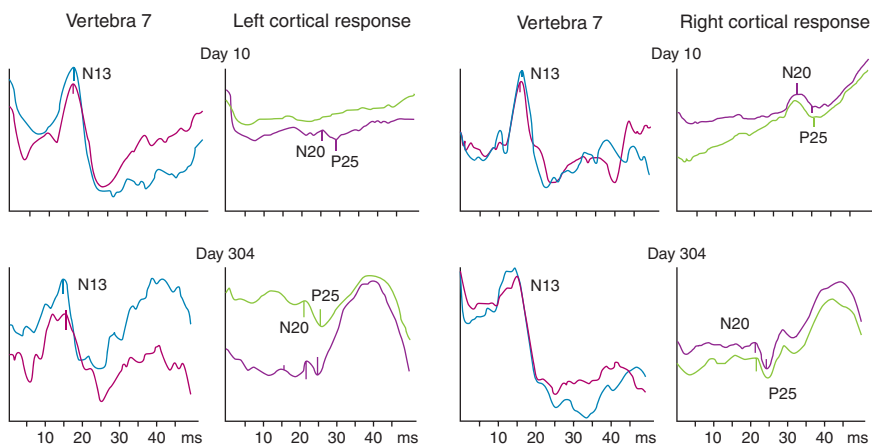 Vertebra 7 Left cortical response Vertebra 7 Right cortical response
Day 10 Day 10
N13 N20 P25 N13 N20 P25
Day 304 Day 304
N13 P25 N20 N13 N20 P25
10 20 30 40 ms 10 20 30 40 ms 10 20 30 40 ms 10 20 30 40 ms